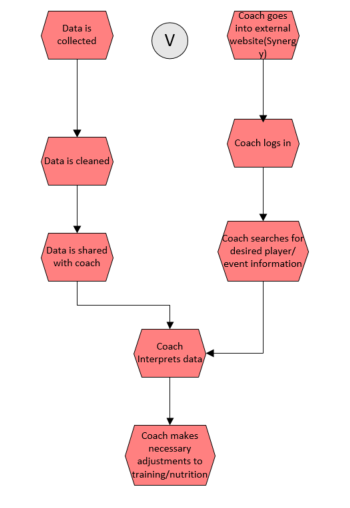 Data is
collected
V
Coach goes
into external
website(Synerg
y)
Data is cleaned
Coach logs in
Data is shared
with coach
Coach searches for
desired player/
event information
Coach
Interprets data
Coach makes
necessary
adjustments to
training/nutrition